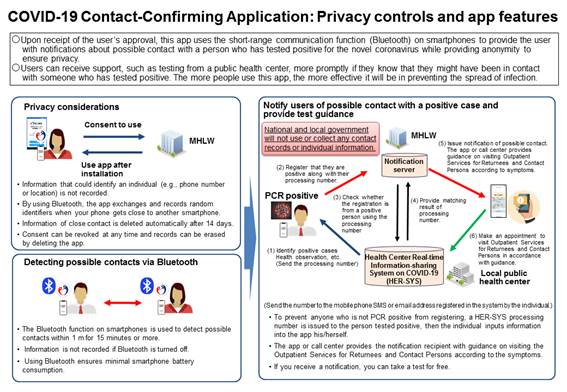 COVID-19 Contact-Confirming Application: Privacy controls and app features
○Upon receipt of the user's approval, this app uses the short-range communication function (Bluetooth) on smartphones to provide the user
with notifications about possible contact with a person who has tested positive for the novel coronavirus while providing anonymity to
ensure privacy.
○Users can receive support, such as testing from a public health center, more promptly if they know that they might have been in contact
with someone who has tested positive. The more people use this app, the more effective it will be in preventing the spread of infection.
Privacy considerations
Consent to use
MHLW
Use app after
installation
• Information that could identify an individual (e.g., phone number
or location) is not recorded.
• By using Bluetooth, the app exchanges and records random
identifiers when your phone gets close to another smartphone.
• Information of close contact is deleted automatically after 14 days.
• Consent can be revoked at any time and records can be erased
by deleting the app.
Detecting possible contacts via Bluetooth
• The Bluetooth function on smartphones is used to detect possible
contacts within 1 m for 15 minutes or more.
• Information is not recorded if Bluetooth is turned off.
• Using Bluetooth ensures minimal smartphone battery
consumption.
Notify users of possible contact with a positive case and
provide test guidance
National and local government
will not use or collect any contact
records or individual information.
MHLW
Notification
server
(5) Issue notification of possible contact.
The app or call center provides
guidance on visiting Outpatient
Services for Returnees and Contact
Persons according to symptoms.
(2) Register that they are
positive along with their
processing number.
PCR positive
(3) Check whether
the registration is
from a positive
person using the
processing
number.
(4) Provide matching
result of
processing
number.
(1) Identify positive cases
Health observation, etc.
(Send the processing number)
Health Center Real-time
Information-sharing
System on COVID-19
(HER-SYS)
(6) Make an appointment to
visit Outpatient Services
for Returnees and Contact
Persons in accordance
with guidance.
Local public
health center
(Send the number to the mobile phone SMS or email address registered in the system by the individual.)
• To prevent anyone who is not PCR positive from registering, a HER-SYS processing
number is issued to the person tested positive, then the individual inputs information
into the app his/herself.
• The app or call center provides the notification recipient with guidance on visiting the
Outpatient Services for Returnees and Contact Persons according to the symptoms.
• If you receive a notification, you can take a test for free.